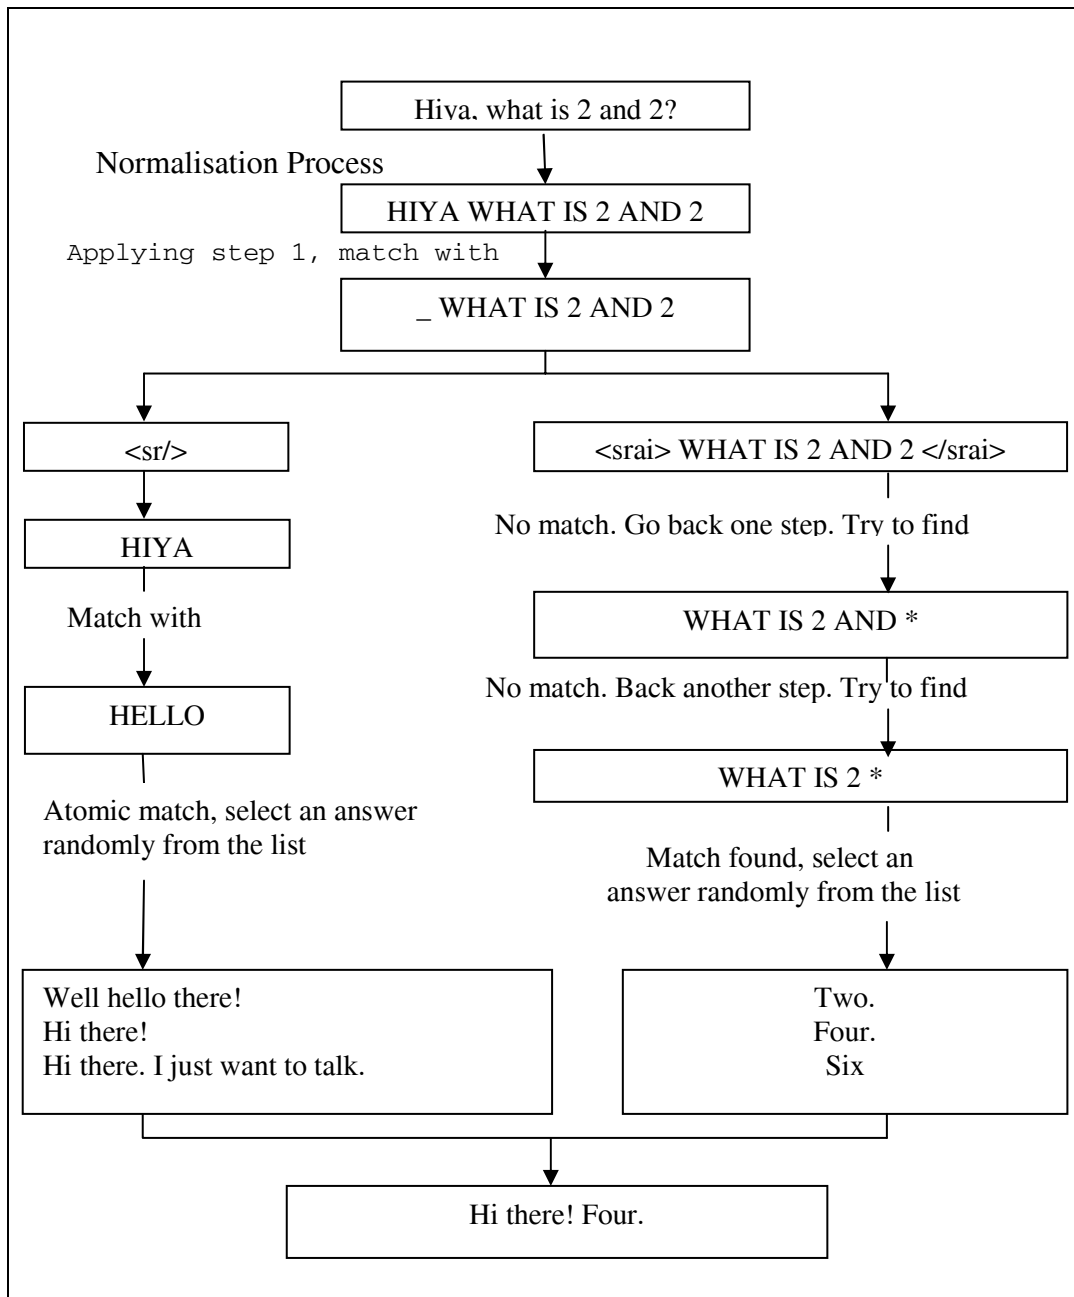 Hiya, what is 2 and 2?
Normalisation Process
HIYA WHAT IS 2 AND 2
Applying step 1, match with
_ WHAT IS 2 AND 2
<sr/>
HIYA
Match with
HELLO
Atomic match, select an answer
randomly from the list
Well hello there!
Hi there!
Hi there. I just want to talk.
<srai> WHAT IS 2 AND 2 </srai>
No match. Go back one step. Try to find
WHAT IS 2 AND *
No match. Back another step. Try to find
WHAT IS 2 *
Match found, select an
answer randomly from the list
Two.
Four.
Six
Hi there! Four.